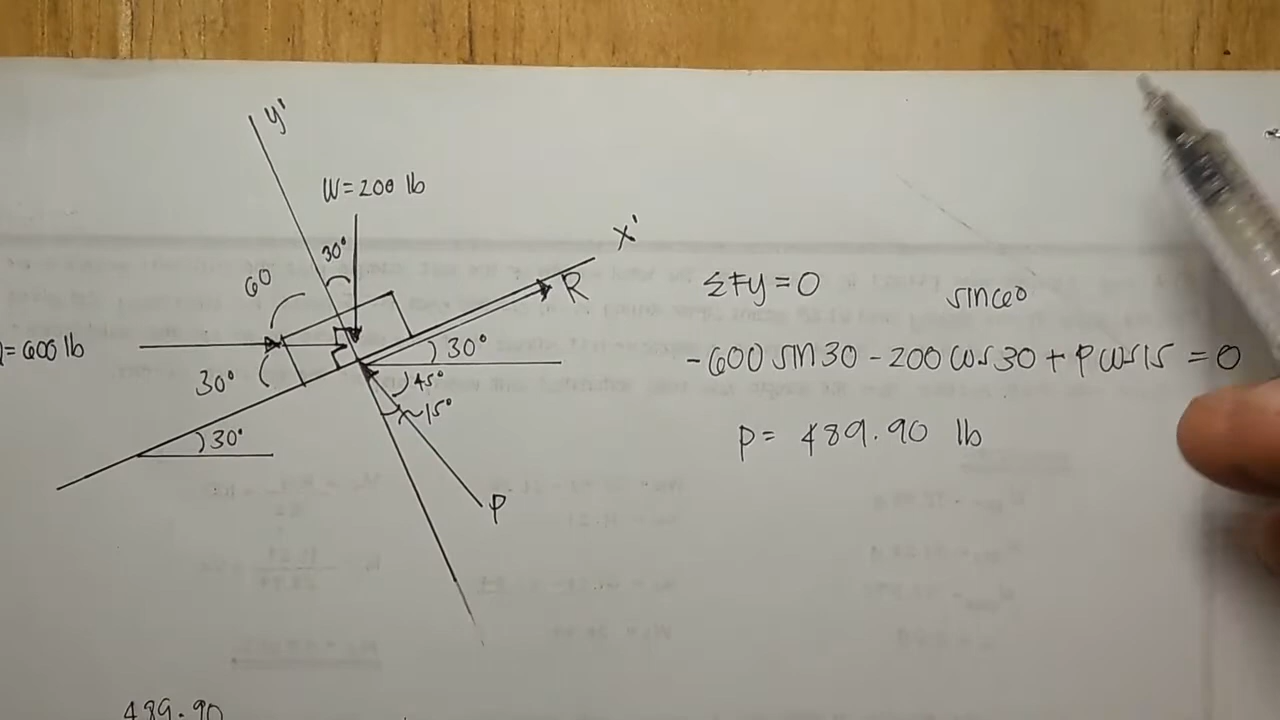 y'
W=200 lb
30°
60
x'
R
=600 lb
30°
30°
45°
15°
30°
P
ΣFy=0
sin60
-600 sin30 -200 cos30 + P cos15 = 0
P= 489.90 lb
489.90